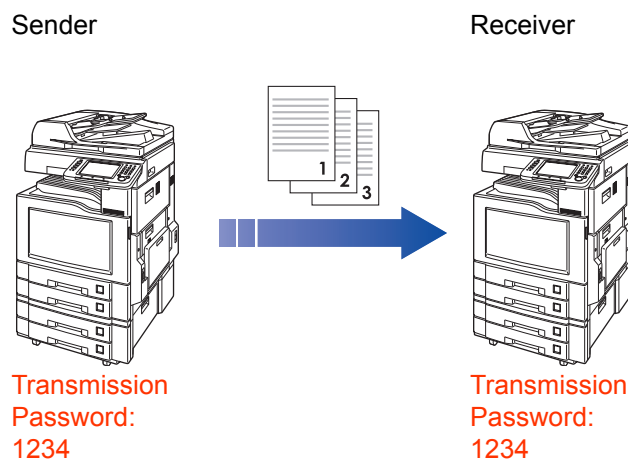 Sender
Receiver
1
2
3
Transmission
Password:
1234
Transmission
Password:
1234